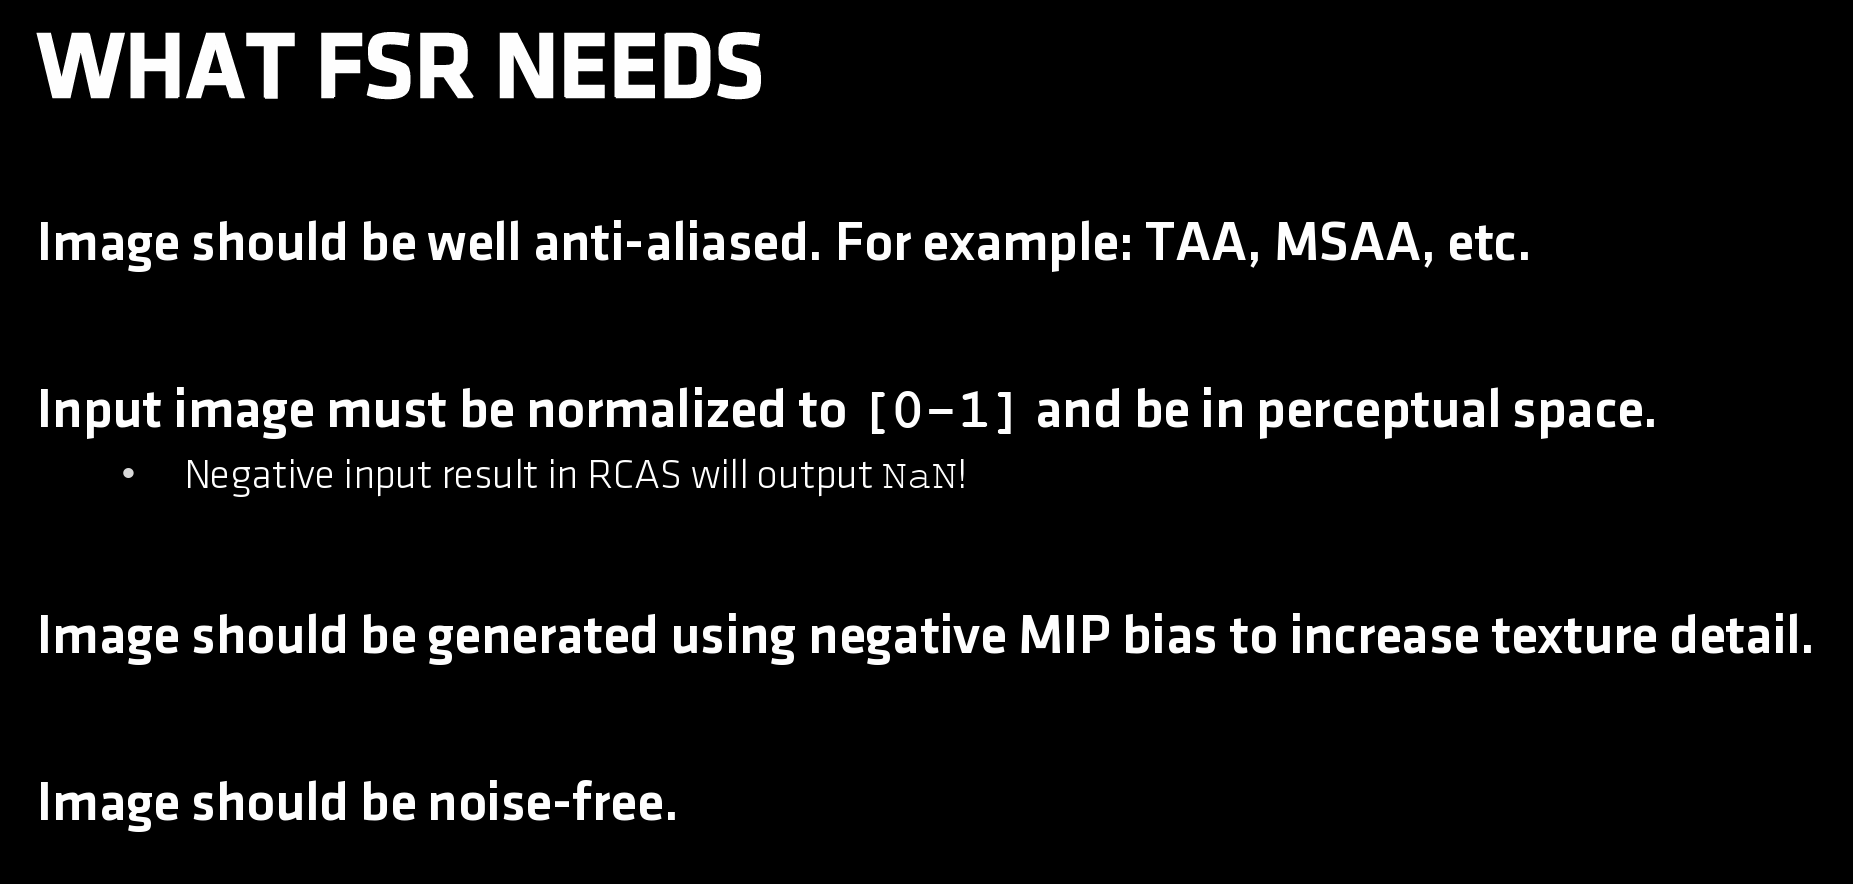 WHAT FSR NEEDS
Image should be well anti-aliased. For example: TAA, MSAA, etc.
Input image must be normalized to [0-1] and be in perceptual space.
• Negative input result in RCAS will output NaN!
Image should be generated using negative MIP bias to increase texture detail.
Image should be noise-free.